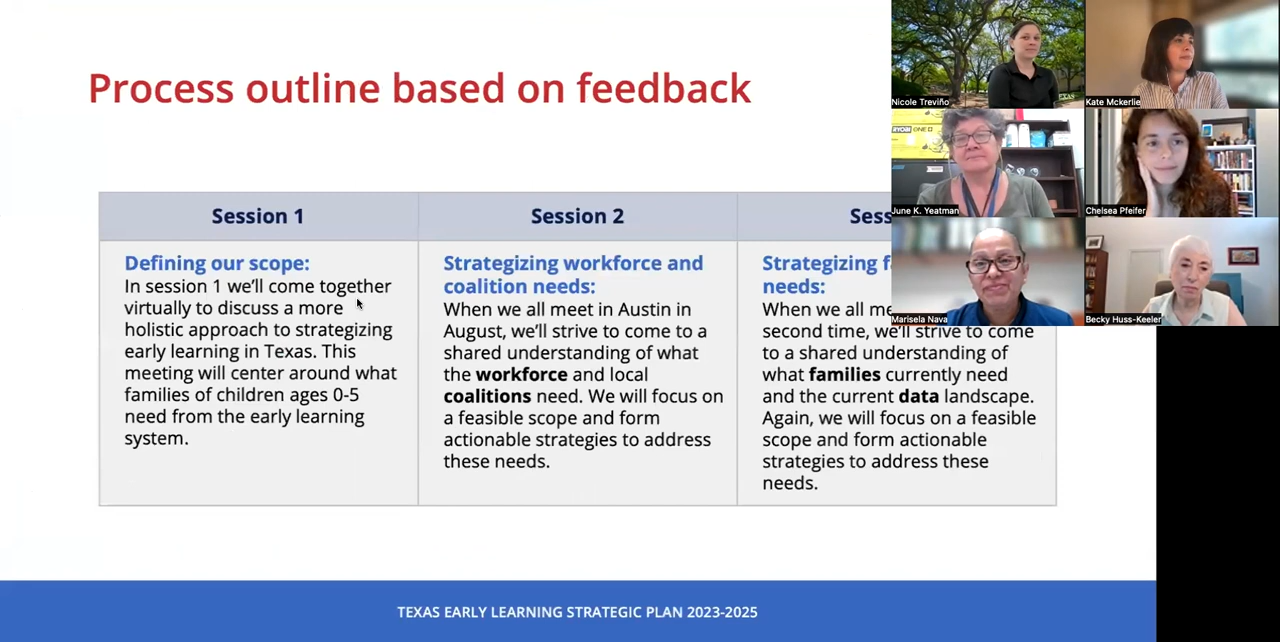 Process outline based on feedback
Session 1
Defining our scope:
In session 1 we’ll come together
virtually to discuss a more
holistic approach to strategizing
early learning in Texas. This
meeting will center around what
families of children ages 0-5
need from the early learning
system.
Session 2
Strategizing workforce and
coalition needs:
When we all meet in Austin in
August, we’ll strive to come to a
shared understanding of what
the workforce and local
coalitions need. We will focus on
a feasible scope and form
actionable strategies to address
these needs.
Strategizing
needs:
When we all
second time, we’ll strive to come
to a shared understanding of
what families currently need
and the current data landscape.
Again, we will focus on a feasible
scope and form actionable
strategies to address these
needs.
TEXAS EARLY LEARNING STRATEGIC PLAN 2023-2025
Nicole Treviño
Kate Mckerlie
RYOBI ONE
June K. Yeatman
Chelsea Pfeifer
Marisela Nava
Becky Huss-Keeler